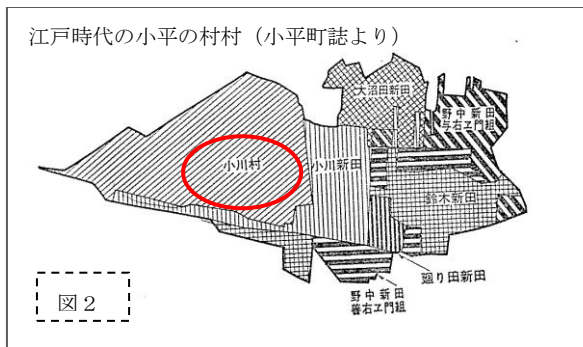 江戸時代の小平の村村（小平町誌より）
大沼田新田
野中新田
与右ヱ門組
小川村
小川新田
鈴木新田
廻り田新田
野中新田
善右ヱ門組
図２